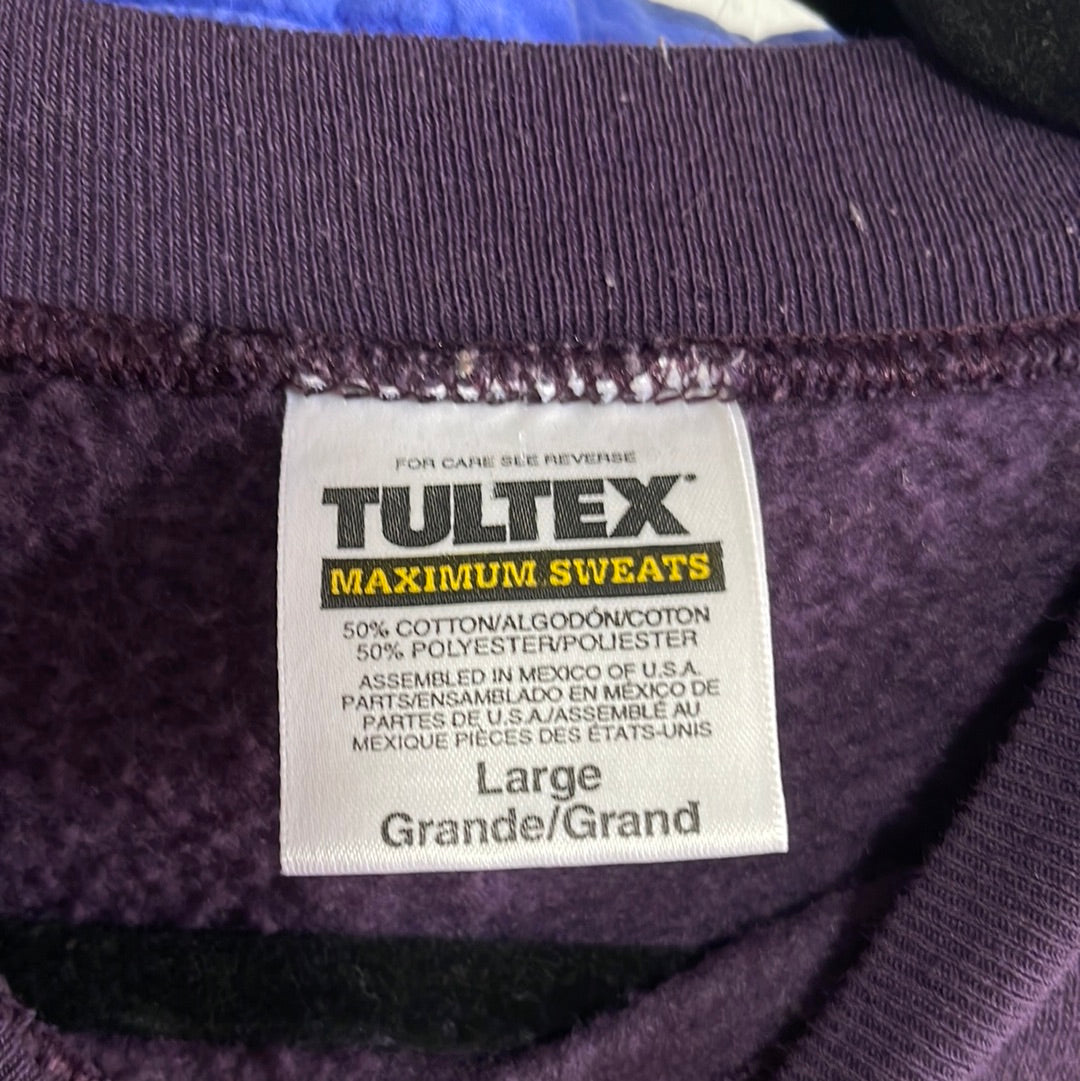 FOR CARE SEE REVERSE
TULTEX™
MAXIMUM SWEATS
50% COTTON/ALGODÓN/COTON
50% POLYESTER/POLIESTER
ASSEMBLED IN MEXICO OF U.S.A.
PARTS/ENSAMBLADO EN MÉXICO DE
PARTES DE U.S.A./ASSEMBLÉ AU
MEXIQUE PIÈCES DES ÉTATS-UNIS
Large
Grande/Grand